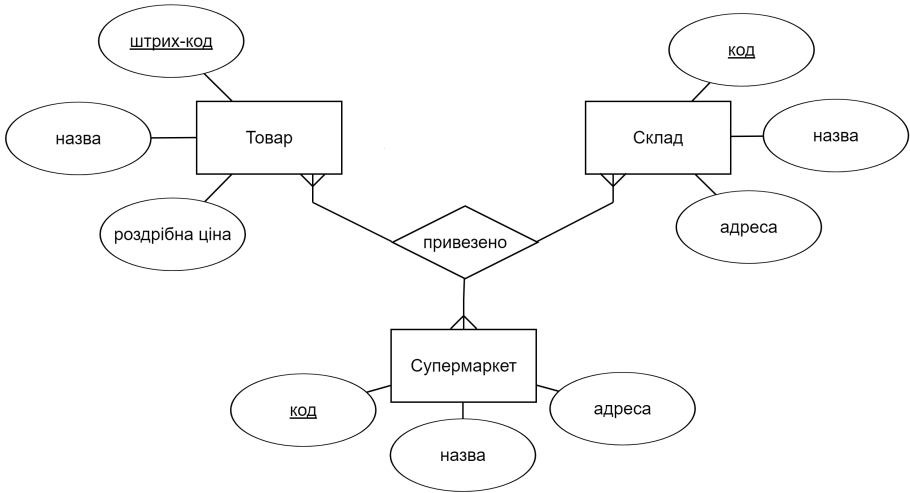 штрих-код
код
назва
Товар
Склад
назва
роздрібна ціна
адреса
привезено
Супермаркет
код
адреса
назва